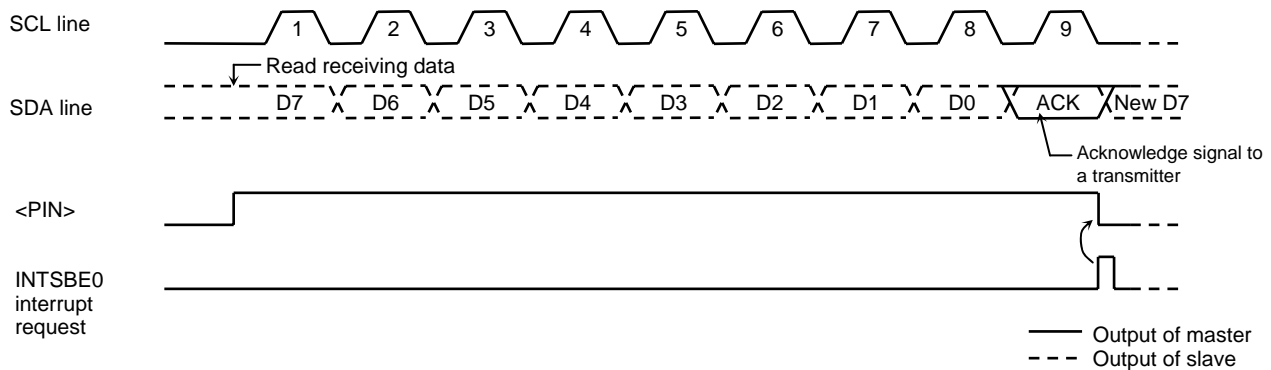 SCL line
1 2 3 4 5 6 7 8 9
Read receiving data
SDA line
D7 D6 D5 D4 D3 D2 D1 D0 ACK New D7
Acknowledge signal to
a transmitter
<PIN>
INTSBE0
interrupt
request
Output of master
Output of slave